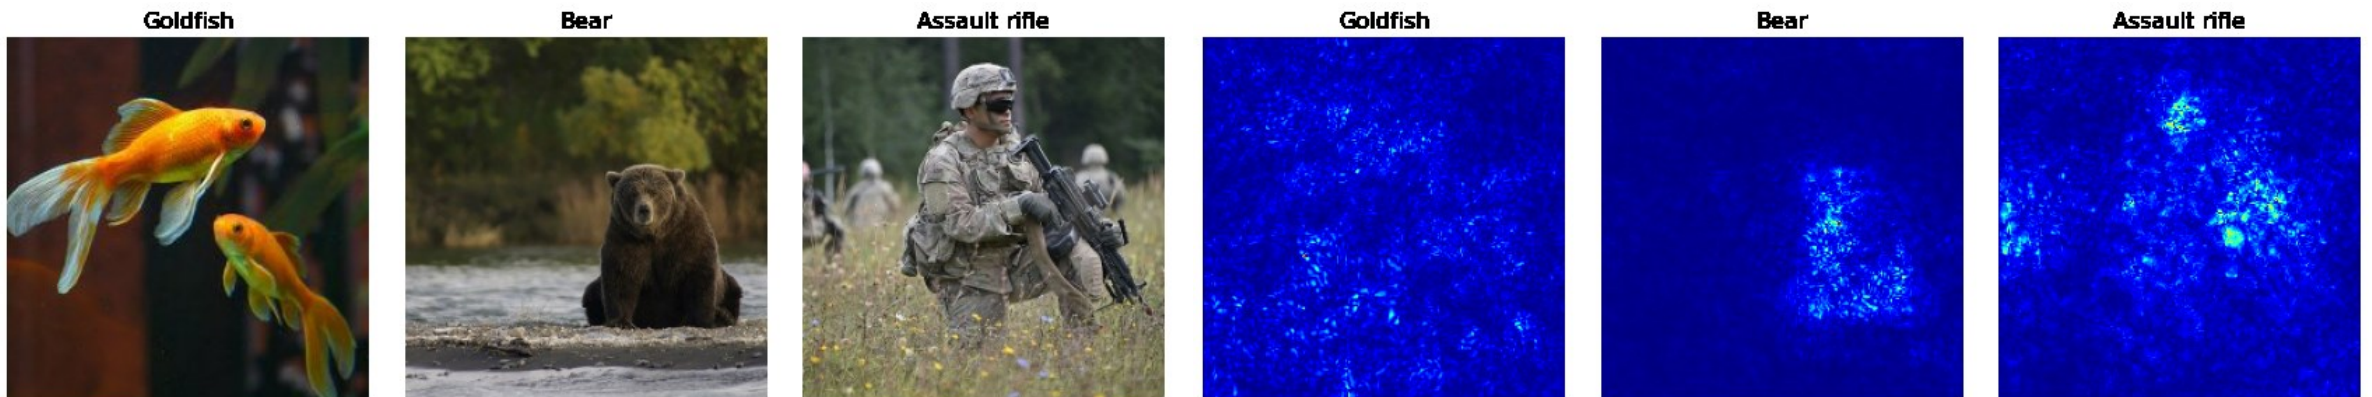 Goldfish
Bear
Assault rifle
Goldfish
Bear
Assault rifle